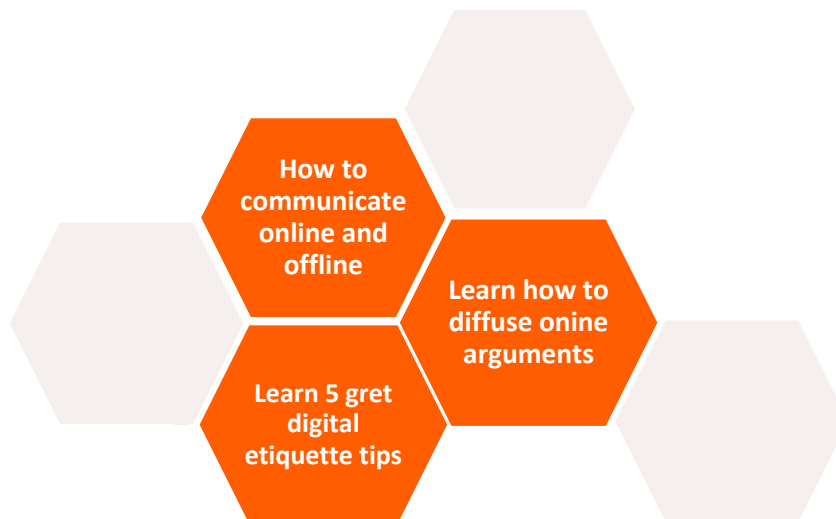 How to
communicate
online and
offline
Learn how to
diffuse onine
arguments
Learn 5 gret
digital
etiquette tips